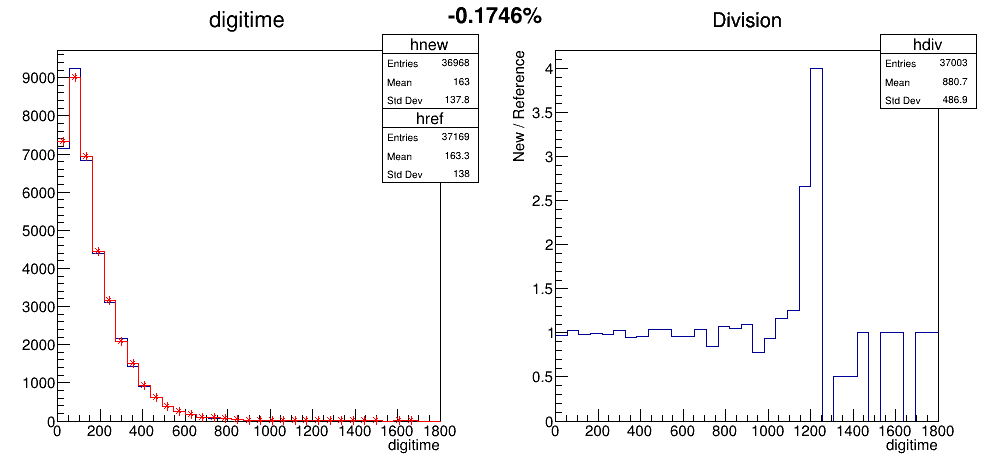 -0.1746%
digitime
hnew
Entries 36968
Mean 163
Std Dev 137.8
href
Entries 37169
Mean 163.3
Std Dev 138
9000
8000
7000
6000
5000
4000
3000
2000
1000
0
0 200 400 600 800 1000 1200 1400 1600 1800
digitime
Division
hdiv
Entries 37003
Mean 880.7
Std Dev 486.9
New / Reference
4
3.5
3
2.5
2
1.5
1
0.5
0
0 200 400 600 800 1000 1200 1400 1600 1800
digitime